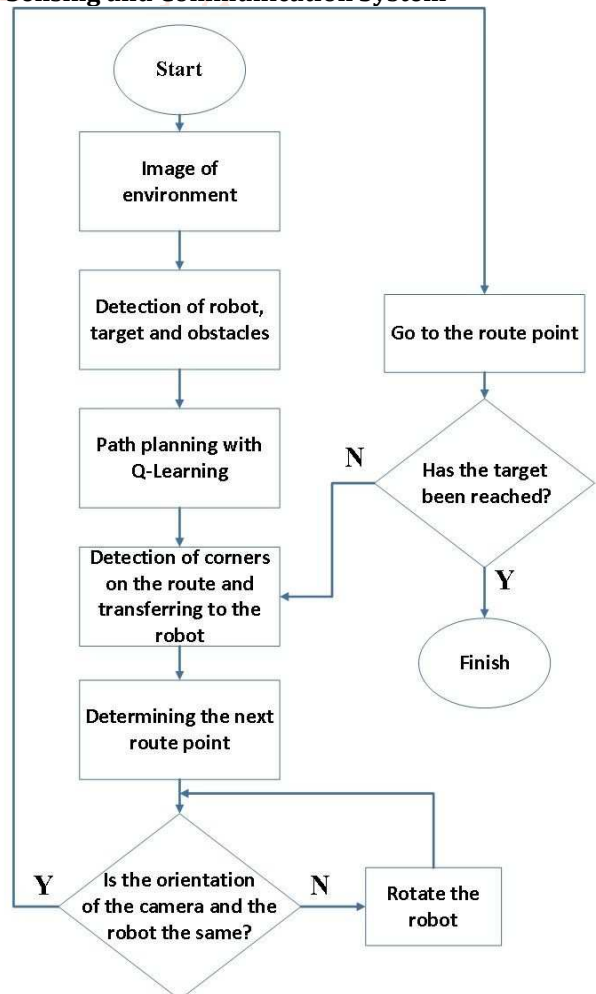 Sensing and Communication System
Start
Image of
environment
Detection of robot,
target and obstacles
Path planning with
Q-Learning
Detection of corners
on the route and
transferring to the
robot
Determining the next
route point
Is the orientation
of the camera and the
robot the same?
Y
N
Rotate the
robot
Go to the route point
Has the target
been reached?
N
Y
Finish